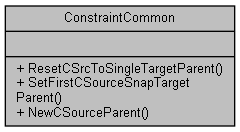 ConstraintCommon
+ ResetCSrcToSingleTargetParent()
+ SetFirstCSourceSnapTarget
Parent()
+ NewCSourceParent()